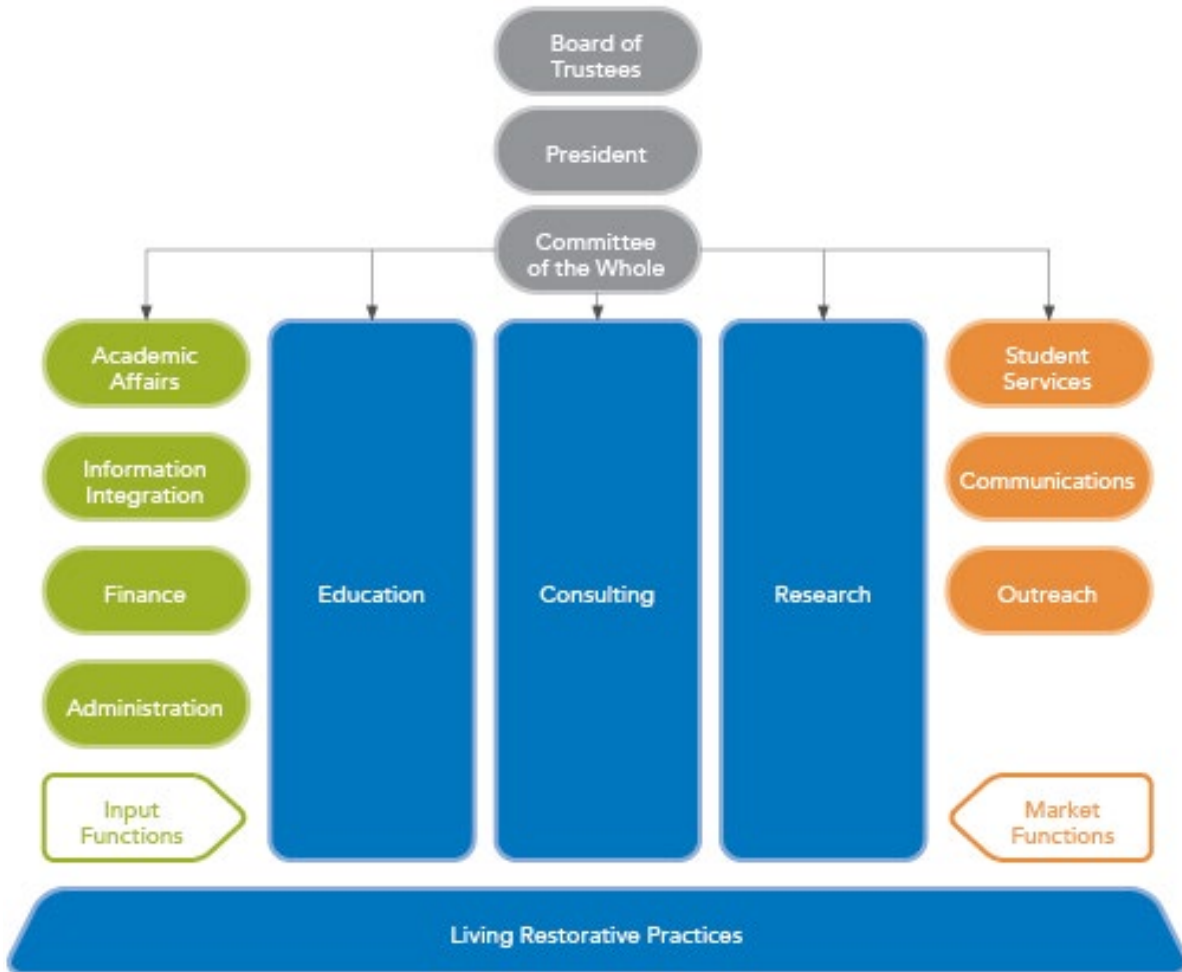 Board of
Trustees
President
Committee
of the Whole
Academic
Affairs
Information
Integration
Finance
Administration
Input
Functions
Education
Consulting
Research
Student
Services
Communications
Outreach
Market
Functions
Living Restorative Practices